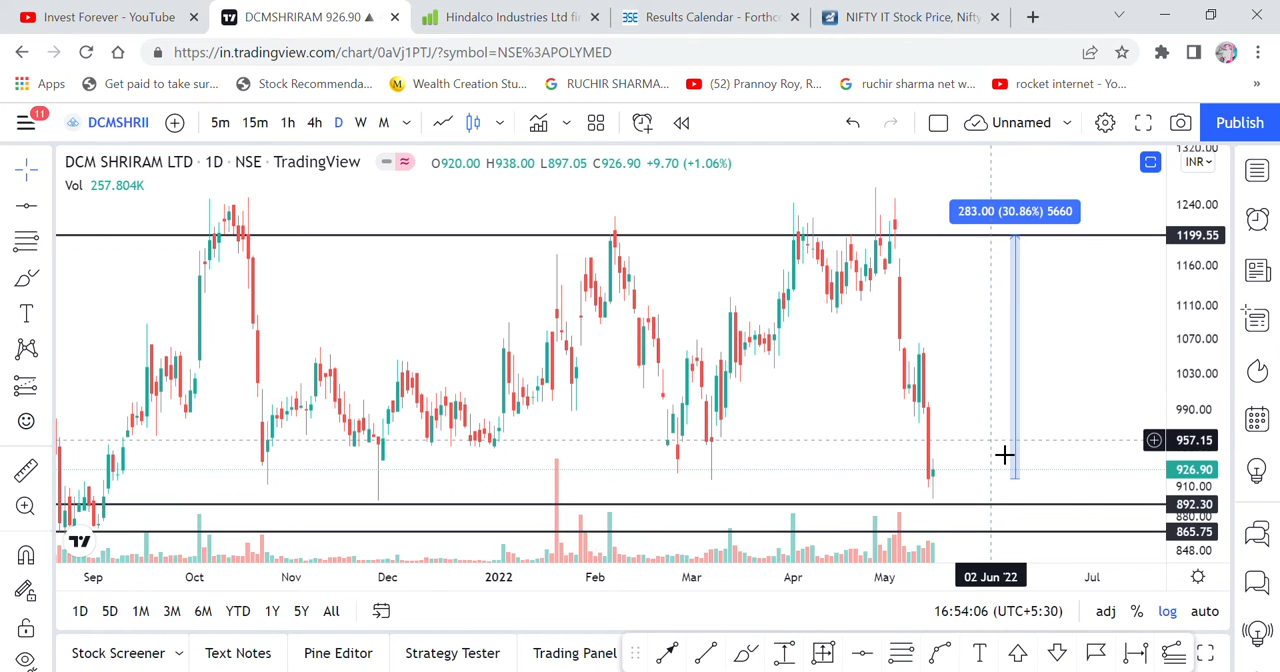 Invest Forever - YouTube
DCMSHRIRAM 926.90 ▲
Hindalco Industries Ltd fi
BSE Results Calendar - Forthc
NIFTY IT Stock Price, Nifty
https://in.tradingview.com/chart/0aVj1PTJ/?symbol=NSE%3APOLYMED
Apps Get paid to take sur... Stock Recommenda... M Wealth Creation Stu... RUCHIR SHARMA... (52) Prannoy Roy, R... ruchir sharma net w... rocket internet - Yo... »
11
DCMSHRII 5m 15m 1h 4h D W M Unnamed Publish
DCM SHRIRAM LTD · 1D · NSE · TradingView O920.00 H938.00 L897.05 C926.90 +9.70 (+1.06%)
Vol 257.804K
INR
283.00 (30.86%) 5660
1320.00
1240.00
1199.55
1160.00
1110.00
1070.00
1030.00
990.00
957.15
926.90
910.00
892.30
880.00
865.75
848.00
Sep Oct Nov Dec 2022 Feb Mar Apr May 02 Jun '22 Jul
1D 5D 1M 3M 6M YTD 1Y 5Y All 16:54:06 (UTC+5:30) adj % log auto
Stock Screener Text Notes Pine Editor Strategy Tester Trading Panel